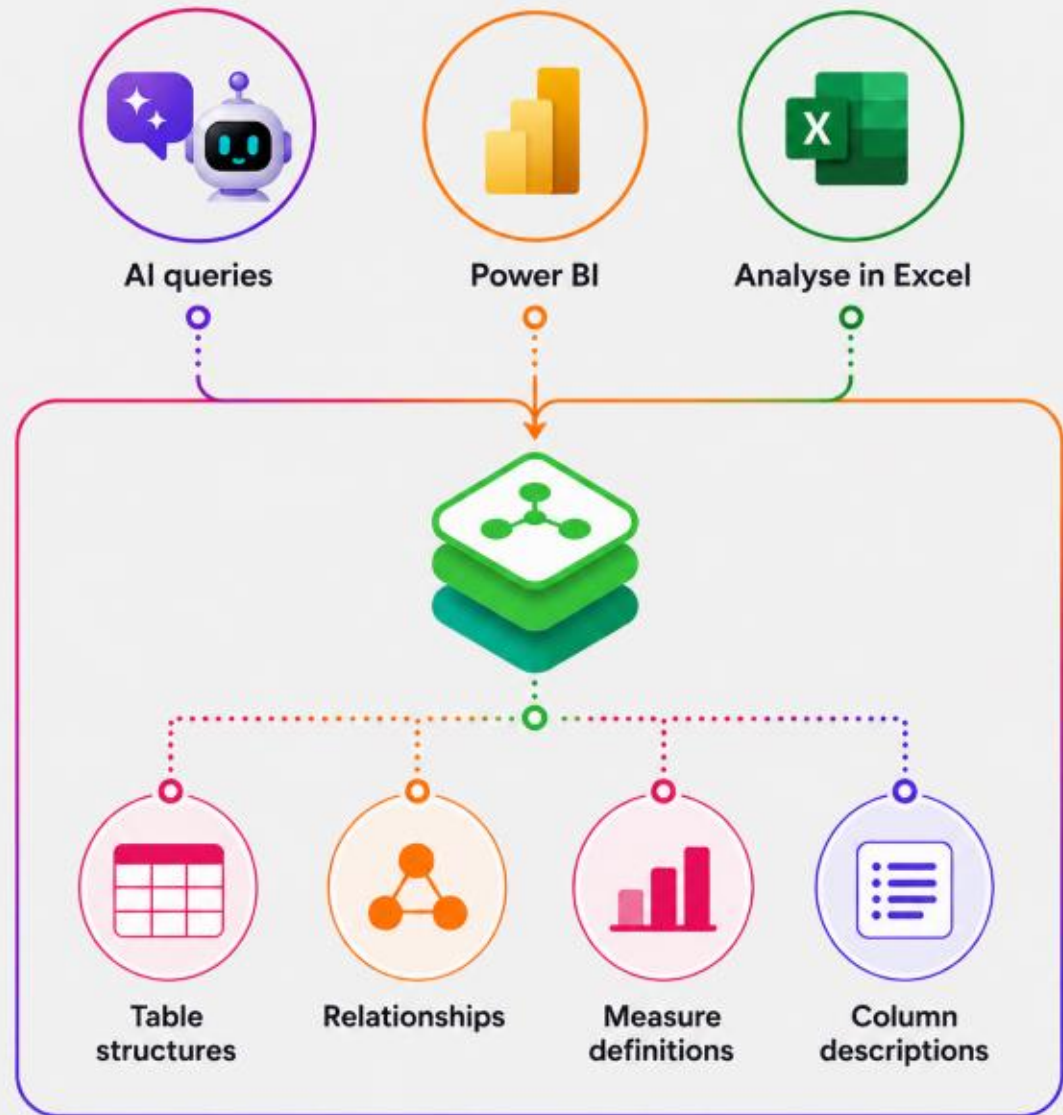 X
AI queries
Power BI
Analyse in Excel
Table
structures
Relationships
Measure
definitions
Column
descriptions